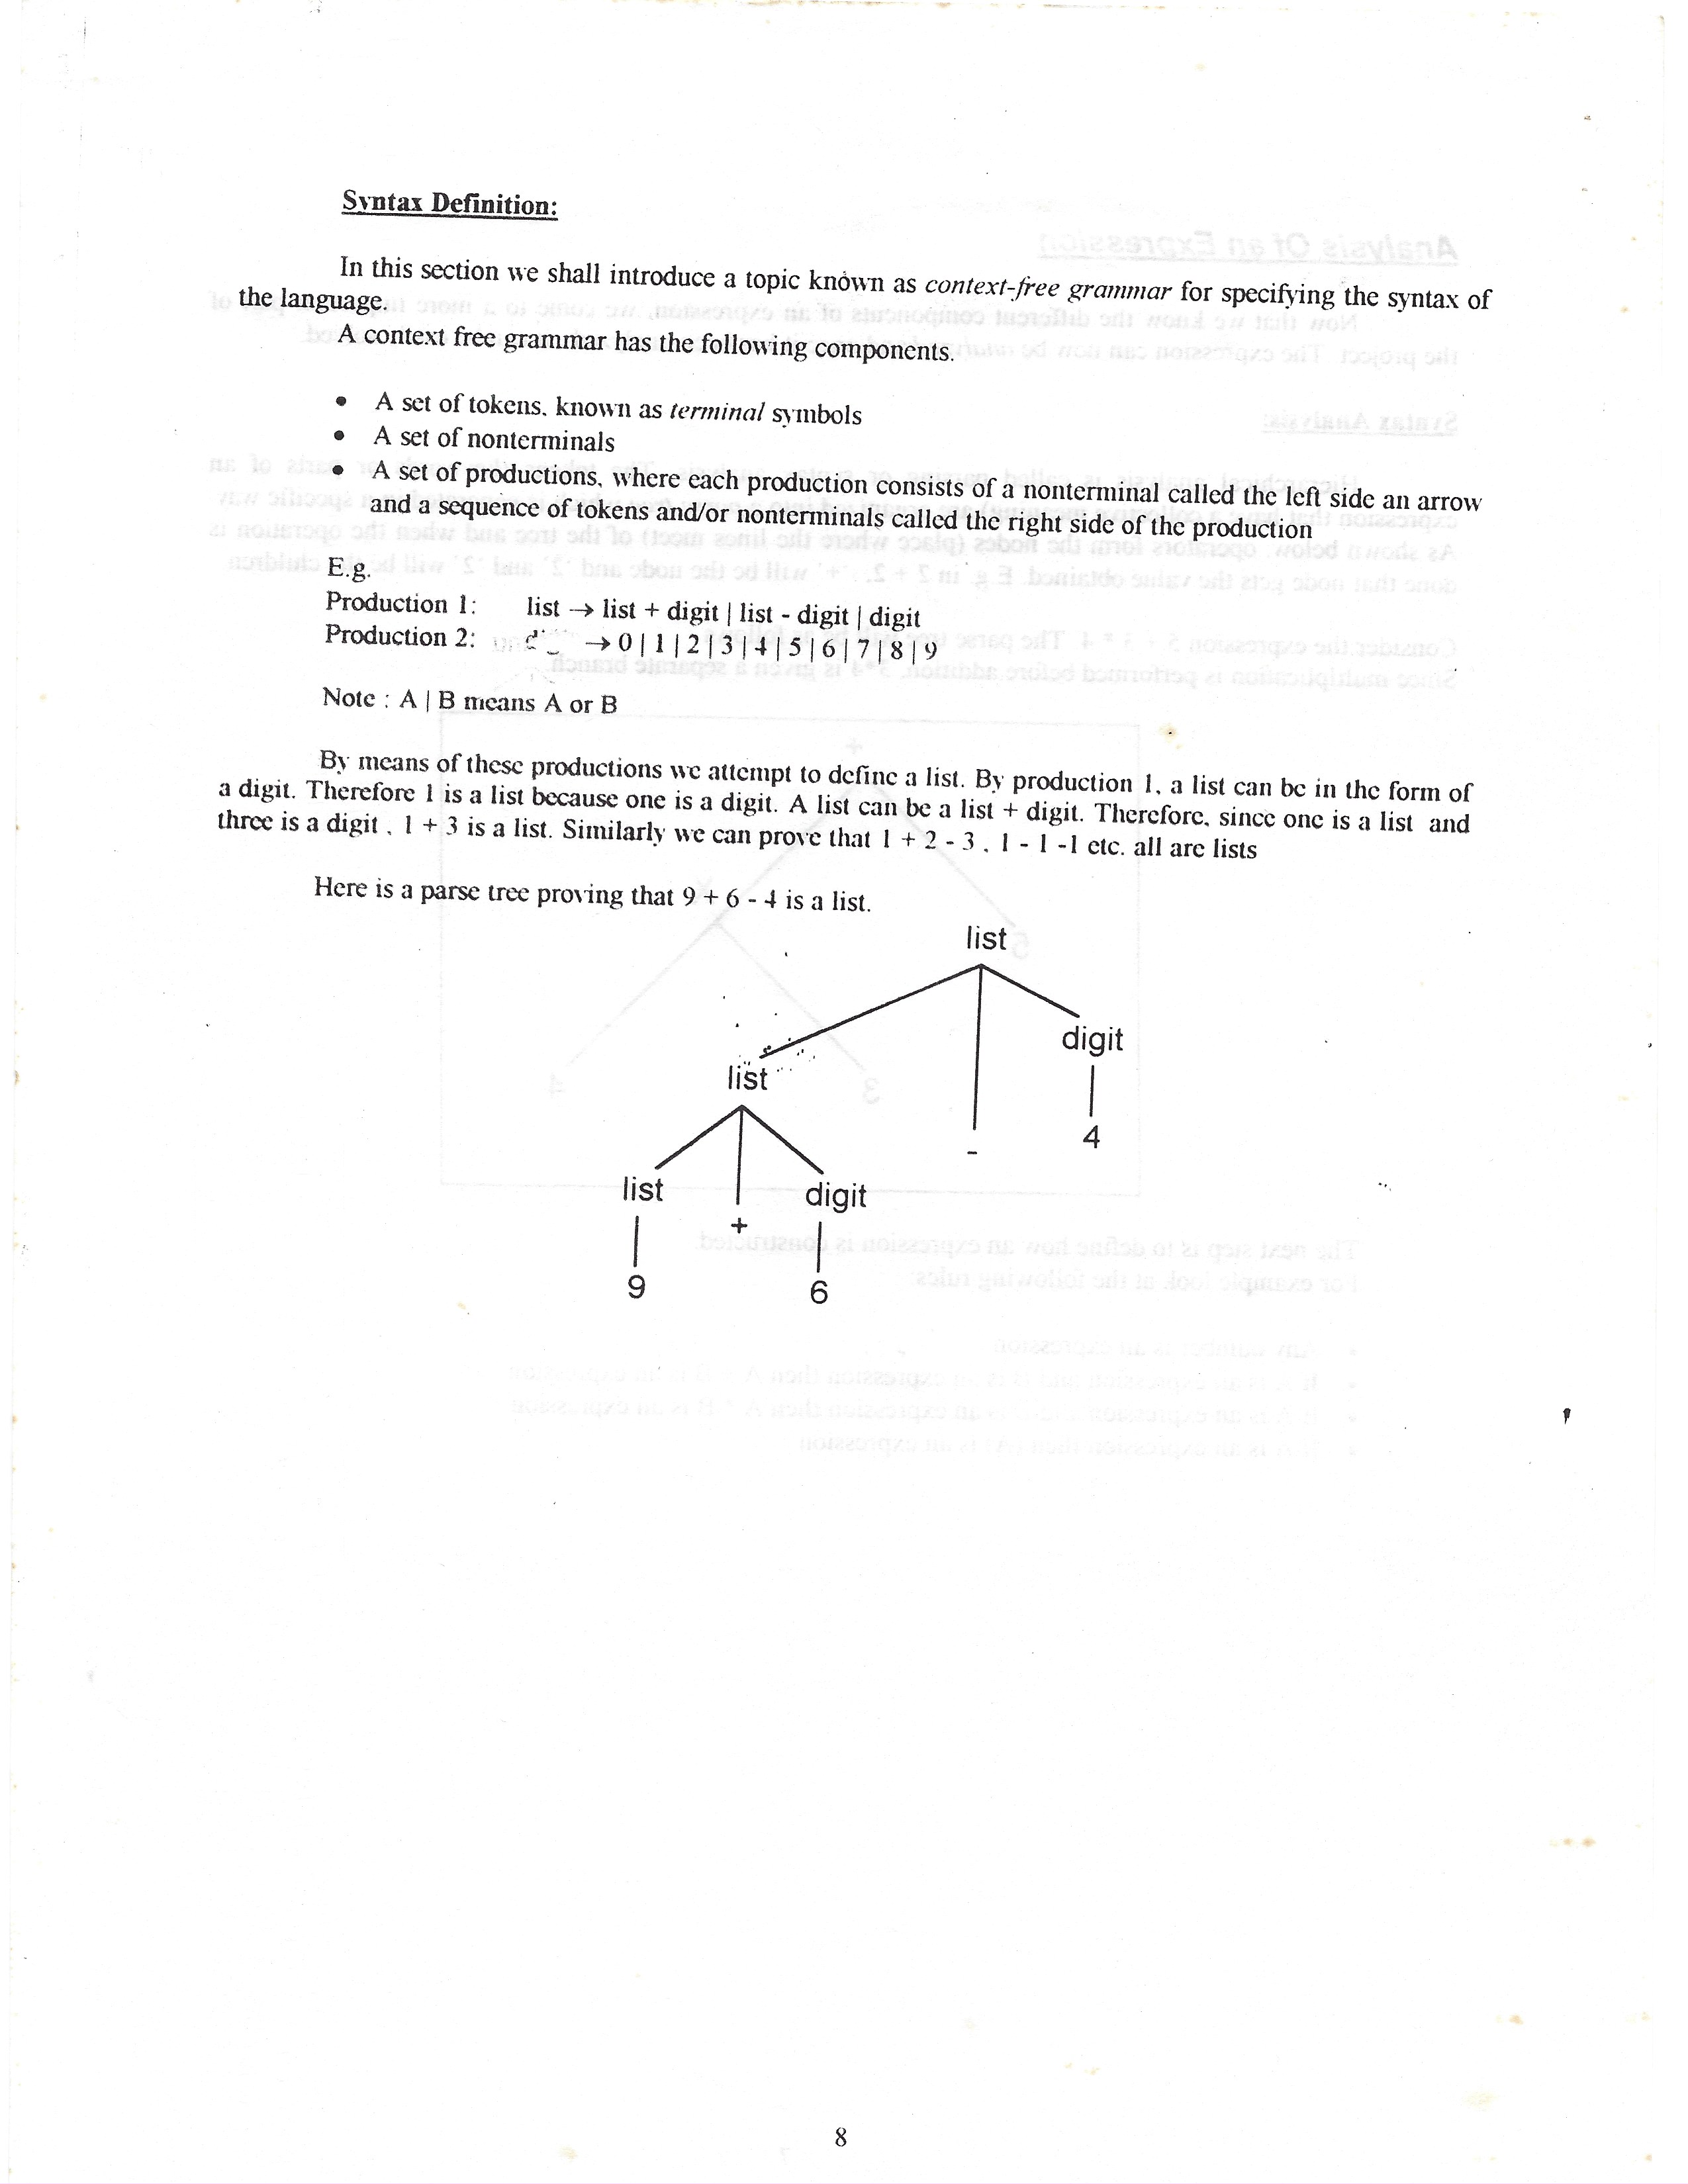 Syntax Definition:
In this section we shall introduce a topic known as context-free grammar for specifying the syntax of
the language.
A context free grammar has the following components.
• A set of tokens, known as terminal symbols
• A set of nonterminals
• A set of productions, where each production consists of a nonterminal called the left side an arrow
and a sequence of tokens and/or nonterminals called the right side of the production
E.g.
Production 1: list → list + digit | list - digit | digit
Production 2: → 0 | 1 | 2 | 3 | 4 | 5 | 6 | 7 | 8 | 9
Note : A | B means A or B
By means of these productions we attempt to define a list. By production 1, a list can be in the form of
a digit. Therefore 1 is a list because one is a digit. A list can be a list + digit. Therefore, since one is a list and
three is a digit , 1 + 3 is a list. Similarly we can prove that 1 + 2 - 3 , 1 - 1 -1 etc. all are lists
Here is a parse tree proving that 9 + 6 - 4 is a list.
list
digit
list
4
-
list digit
+
9 6
8